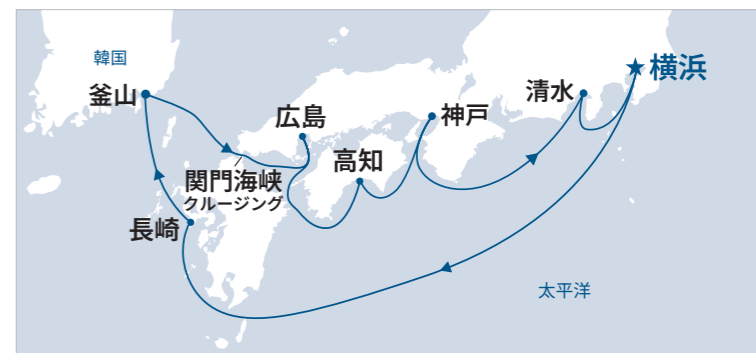 韓国
釜山
広島
神戸
清水
横浜
高知
関門海峡
クルージング
長崎
太平洋